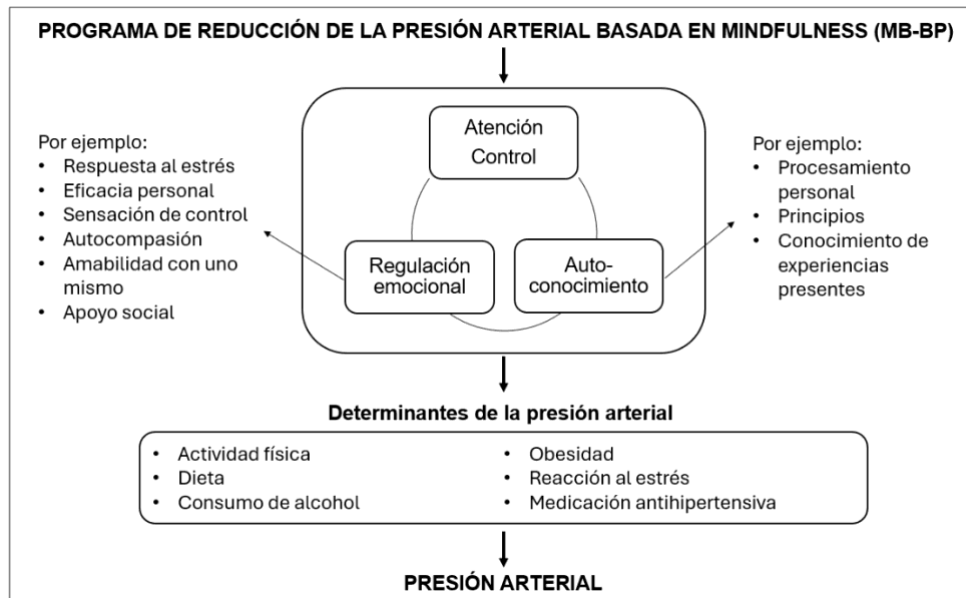 PROGRAMA DE REDUCCIÓN DE LA PRESIÓN ARTERIAL BASADA EN MINDFULNESS (MB-BP)
Atención
Control
Por ejemplo:
• Respuesta al estrés
• Eficacia personal
• Sensación de control
• Autocompasión
• Amabilidad con uno
mismo
• Apoyo social
Regulación
emocional
Auto-
conocimiento
Por ejemplo:
• Procesamiento
personal
• Principios
• Conocimiento de
experiencias
presentes
Determinantes de la presión arterial
• Actividad física
• Dieta
• Consumo de alcohol
• Obesidad
• Reacción al estrés
• Medicación antihipertensiva
PRESIÓN ARTERIAL